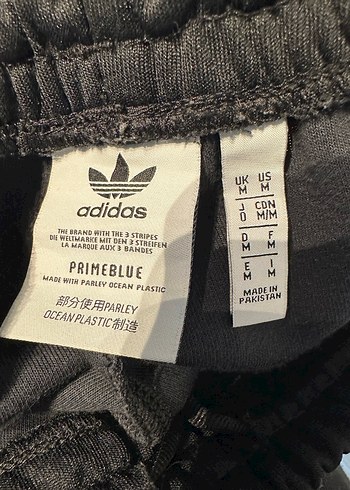 adidas
THE BRAND WITH THE 3 STRIPES
DIE WELTMARKE MIT DEN 3 STREIFEN
LA MARQUE AUX 3 BANDES
PRIMEBLUE
MADE WITH PARLEY OCEAN PLASTIC
部分使用PARLEY
OCEAN PLASTIC制造
UK US
M M
J CDN
O M/M
D F
M M
E I
M M
MADE IN
PAKISTAN